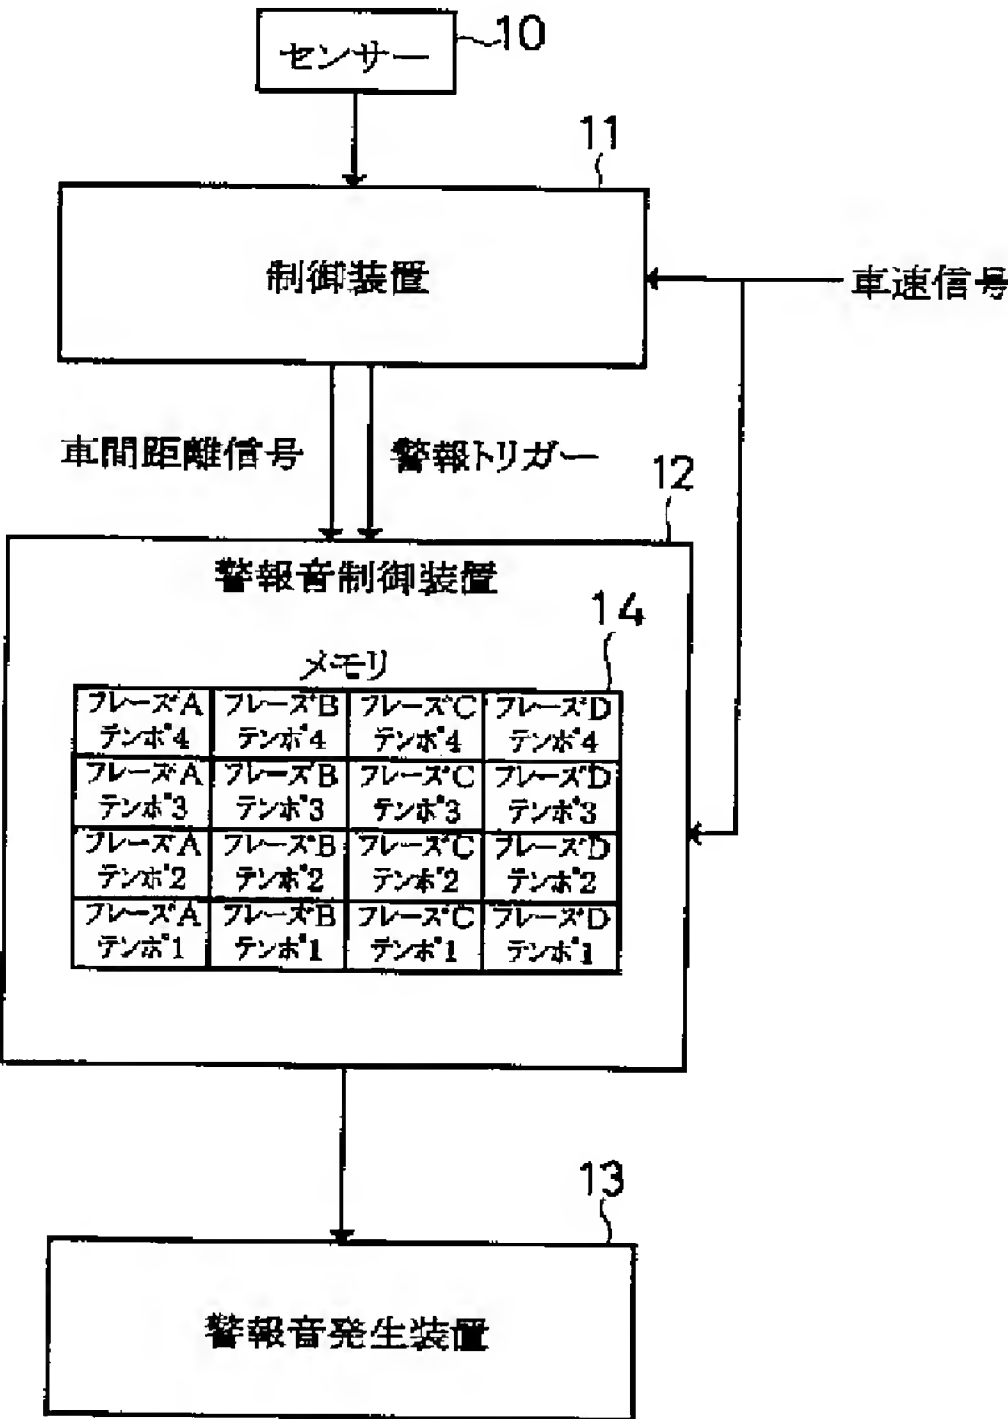 センサー
10
11
制御装置
車速信号
車間距離信号
警報トリガー
12
警報音制御装置
14
メモリ
フレーズA フレーズB フレーズC フレーズD
テンポ4 テンポ4 テンポ4 テンポ4
フレーズA フレーズB フレーズC フレーズD
テンポ3 テンポ3 テンポ3 テンポ3
フレーズA フレーズB フレーズC フレーズD
テンポ2 テンポ2 テンポ2 テンポ2
フレーズA フレーズB フレーズC フレーズD
テンポ1 テンポ1 テンポ1 テンポ1
13
警報音発生装置